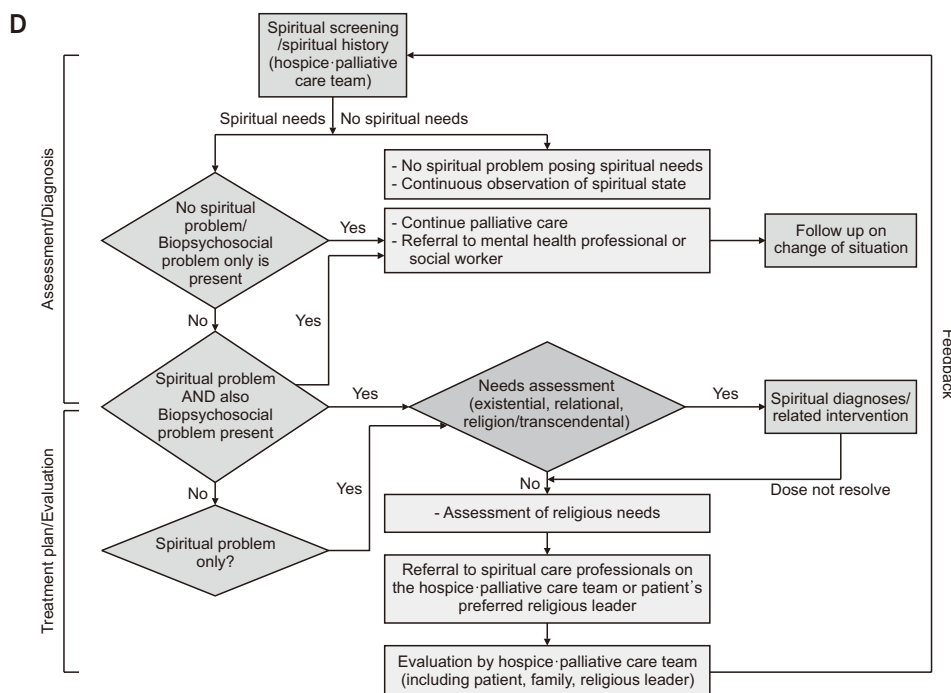 D
Spiritual screening
/spiritual history
(hospice·palliative
care team)
Spiritual needs
No spiritual needs
- No spiritual problem posing spiritual needs
- Continuous observation of spiritual state
No spiritual
problem/
Biopsychosocial
problem only is
present
Yes
- Continue palliative care
- Referral to mental health professional or
social worker
Follow up on
change of situation
Assessment/Diagnosis
No
Yes
Spiritual problem
AND also
Biopsychosocial
problem present
Yes
Needs assessment
(existential, relational,
religion/transcendental)
Yes
Spiritual diagnoses/
related intervention
Feedback
No
Yes
No
Dose not resolve
Treatment plan/Evaluation
Spiritual problem
only?
- Assessment of religious needs
Referral to spiritual care professionals on
the hospice·palliative care team or patient's
preferred religious leader
Evaluation by hospice·palliative care team
(including patient, family, religious leader)